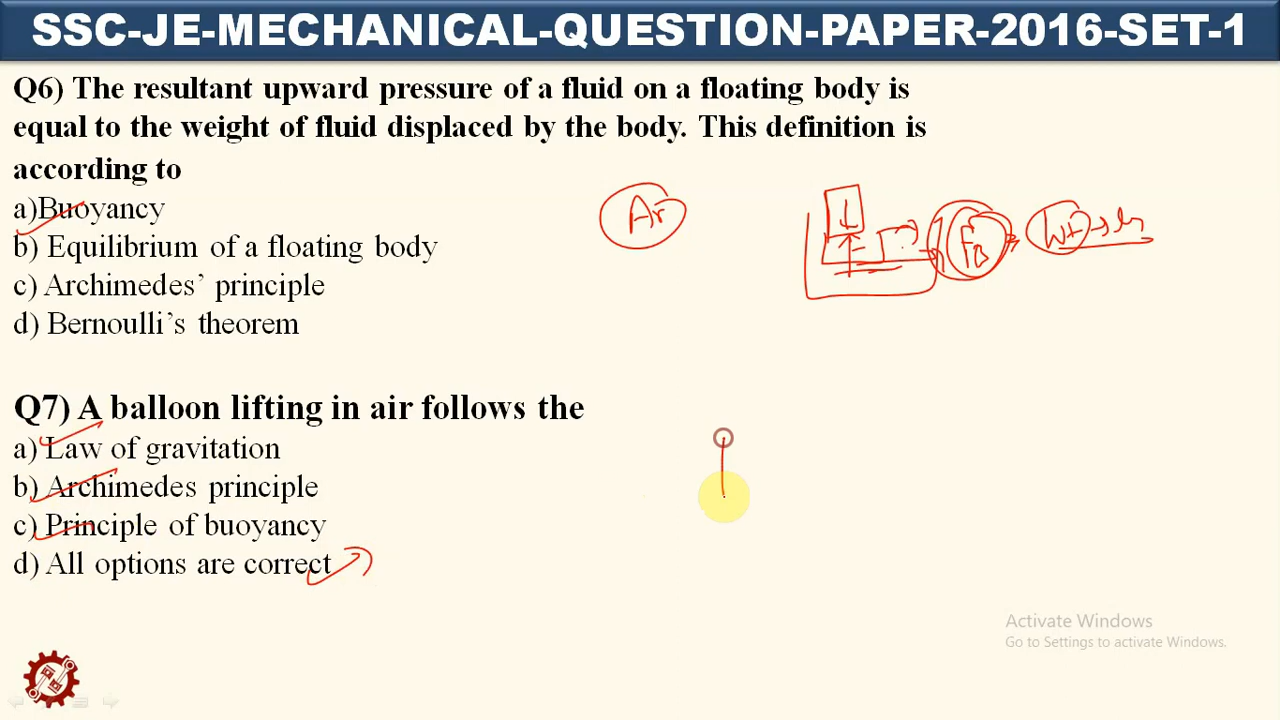 SSC-JE-MECHANICAL-QUESTION-PAPER-2016-SET-1
Q6) The resultant upward pressure of a fluid on a floating body is
equal to the weight of fluid displaced by the body. This definition is
according to
a)Buoyancy
b) Equilibrium of a floating body
c) Archimedes’ principle
d) Bernoulli’s theorem
Ar
FB
Q7) A balloon lifting in air follows the
a) Law of gravitation
b) Archimedes principle
c) Principle of buoyancy
d) All options are correct
Activate Windows
Go to Settings to activate Windows.